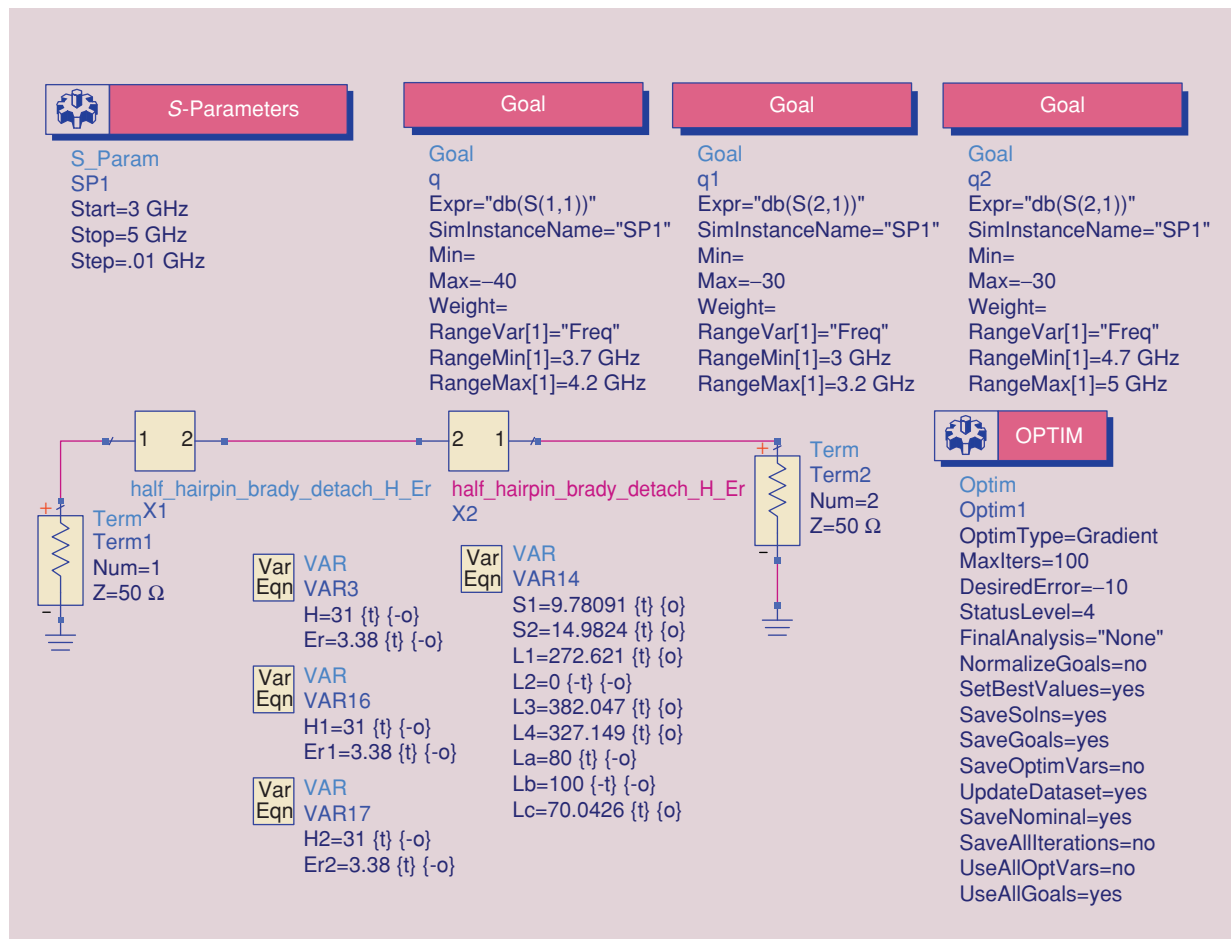 S-Parameters
S_Param
SP1
Start=3 GHz
Stop=5 GHz
Step=.01 GHz
Goal
Goal
q
Expr="db(S(1,1))"
SimInstanceName="SP1"
Min=
Max=−40
Weight=
RangeVar[1]="Freq"
RangeMin[1]=3.7 GHz
RangeMax[1]=4.2 GHz
Goal
Goal
q1
Expr="db(S(2,1))"
SimInstanceName="SP1"
Min=
Max=−30
Weight=
RangeVar[1]="Freq"
RangeMin[1]=3 GHz
RangeMax[1]=3.2 GHz
Goal
Goal
q2
Expr="db(S(2,1))"
SimInstanceName="SP1"
Min=
Max=−30
Weight=
RangeVar[1]="Freq"
RangeMin[1]=4.7 GHz
RangeMax[1]=5 GHz
1 2
half_hairpin_brady_detach_H_Er
X1
2 1
half_hairpin_brady_detach_H_Er
X2
+
Term
Term1
Num=1
Z=50 Ω
-
+
Term
Term2
Num=2
Z=50 Ω
-
Var
Eqn
VAR
VAR3
H=31 {t} {-o}
Er=3.38 {t} {-o}
Var
Eqn
VAR
VAR16
H1=31 {t} {-o}
Er1=3.38 {t} {-o}
Var
Eqn
VAR
VAR17
H2=31 {t} {-o}
Er2=3.38 {t} {-o}
Var
Eqn
VAR
VAR14
S1=9.78091 {t} {o}
S2=14.9824 {t} {o}
L1=272.621 {t} {o}
L2=0 {-t} {-o}
L3=382.047 {t} {o}
L4=327.149 {t} {o}
La=80 {t} {-o}
Lb=100 {-t} {-o}
Lc=70.0426 {t} {o}
OPTIM
Optim
Optim1
OptimType=Gradient
MaxIters=100
DesiredError=−10
StatusLevel=4
FinalAnalysis="None"
NormalizeGoals=no
SetBestValues=yes
SaveSolns=yes
SaveGoals=yes
SaveOptimVars=no
UpdateDataset=yes
SaveNominal=yes
SaveAllIterations=no
UseAllOptVars=no
UseAllGoals=yes